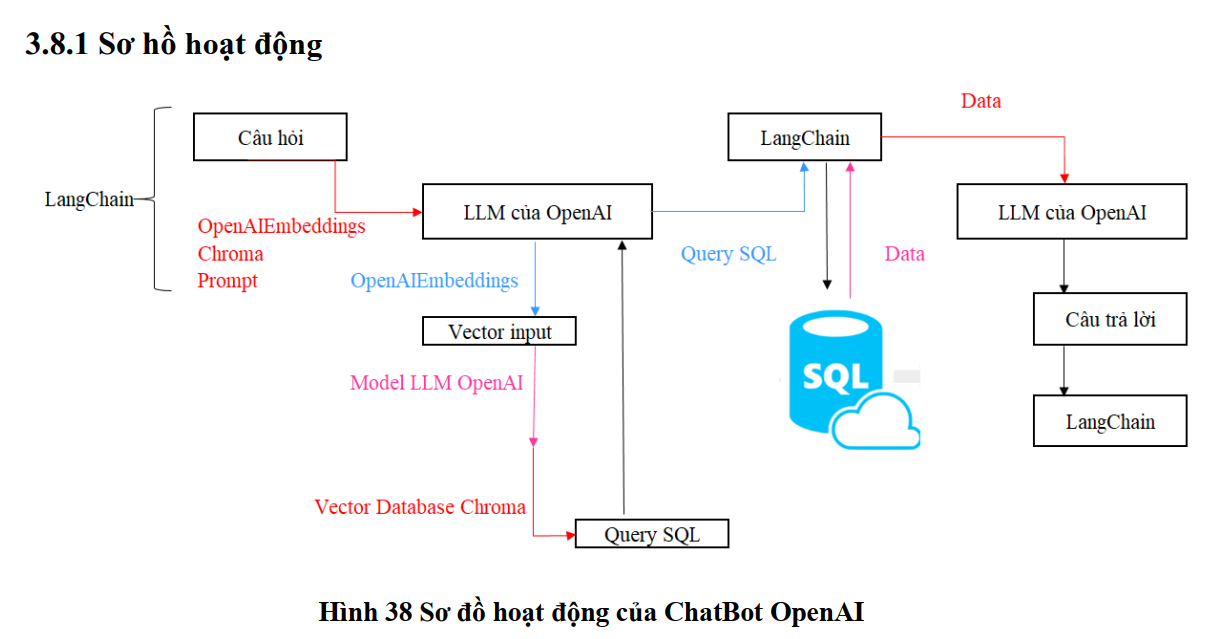 3.8.1 Sơ hồ hoạt động
Câu hỏi
LangChain
OpenAIEmbeddings
Chroma
Prompt
LLM của OpenAI
OpenAIEmbeddings
Vector input
Model LLM OpenAI
Vector Database Chroma
Query SQL
Query SQL
LangChain
Data
SQL
Data
LLM của OpenAI
Câu trả lời
LangChain
Hình 38 Sơ đồ hoạt động của ChatBot OpenAI